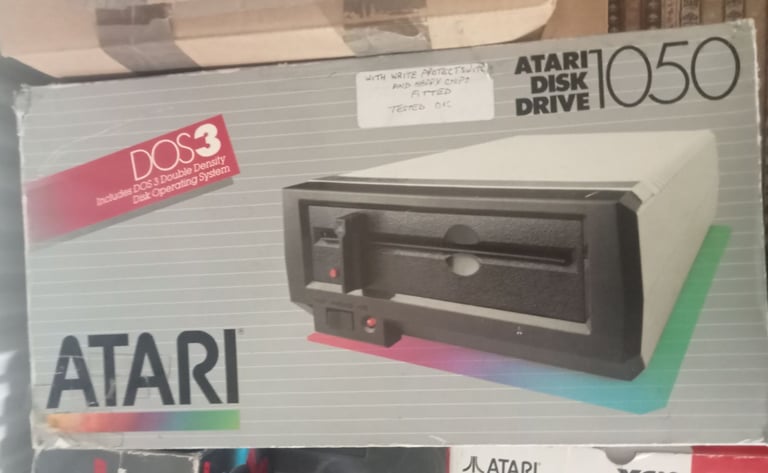 WITH WRITE PROTECT SWITCH
AND HAPPY CHIPS
FITTED
TESTED OK
ATARI
DISK
DRIVE
1050
DOS3
Includes DOS 3 Double Density
Disk Operating System
ATARI
ATARI